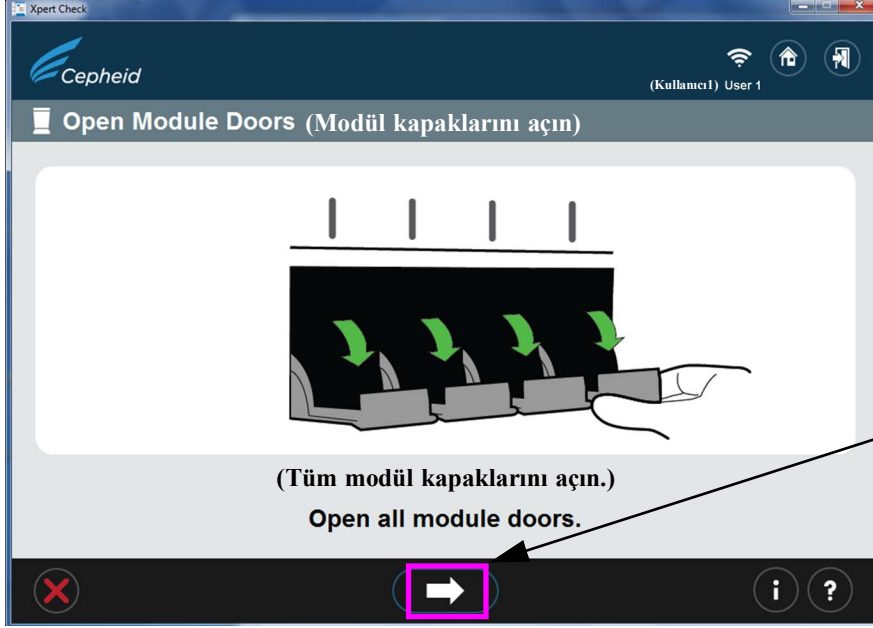 Xpert Check
Cepheid
(Kullanıcı1) User 1
Open Module Doors (Modül kapaklarını açın)
(Tüm modül kapaklarını açın.)
Open all module doors.
i ?